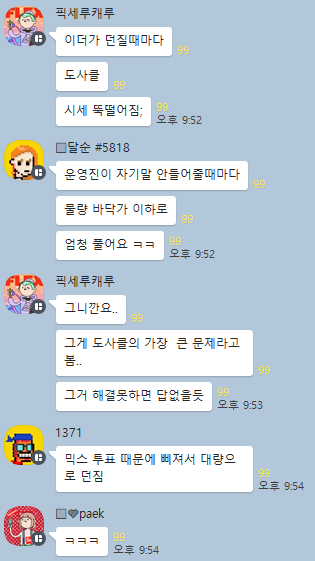 픽세루캐루
이더가 던질때마다
99
도사클
99
시세 뚝떨어짐;
99
오후 9:52
달순 #5818
운영진이 자기말 안들어줄때마다
99
물량 바닥가 이하로
99
엄청 풀어요 ㅋㅋ
99
오후 9:52
픽세루캐루
그니깐요..
99
그게 도사클의 가장 큰 문제라고
봄..
99
그거 해결못하면 답없을듯
99
오후 9:53
1371
믹스 투표 때문에 삐져서 대량으
로 던짐
99
오후 9:54
paek
ㅋㅋㅋ
99
오후 9:54